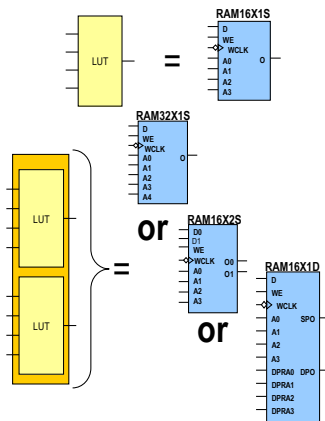 RAM16X1S
LUT
=
D
WE
WCLK
A0
O
A1
A2
A3
RAM32X1S
D
WE
WCLK
A0
O
A1
A2
A3
A4
LUT
LUT
=
or
RAM16X2S
D0
D1
WE
WCLK
O0
A0
O1
A1
A2
A3
or
RAM16X1D
D
WE
WCLK
A0
SPO
A1
A2
A3
DPRA0
DPO
DPRA1
DPRA2
DPRA3